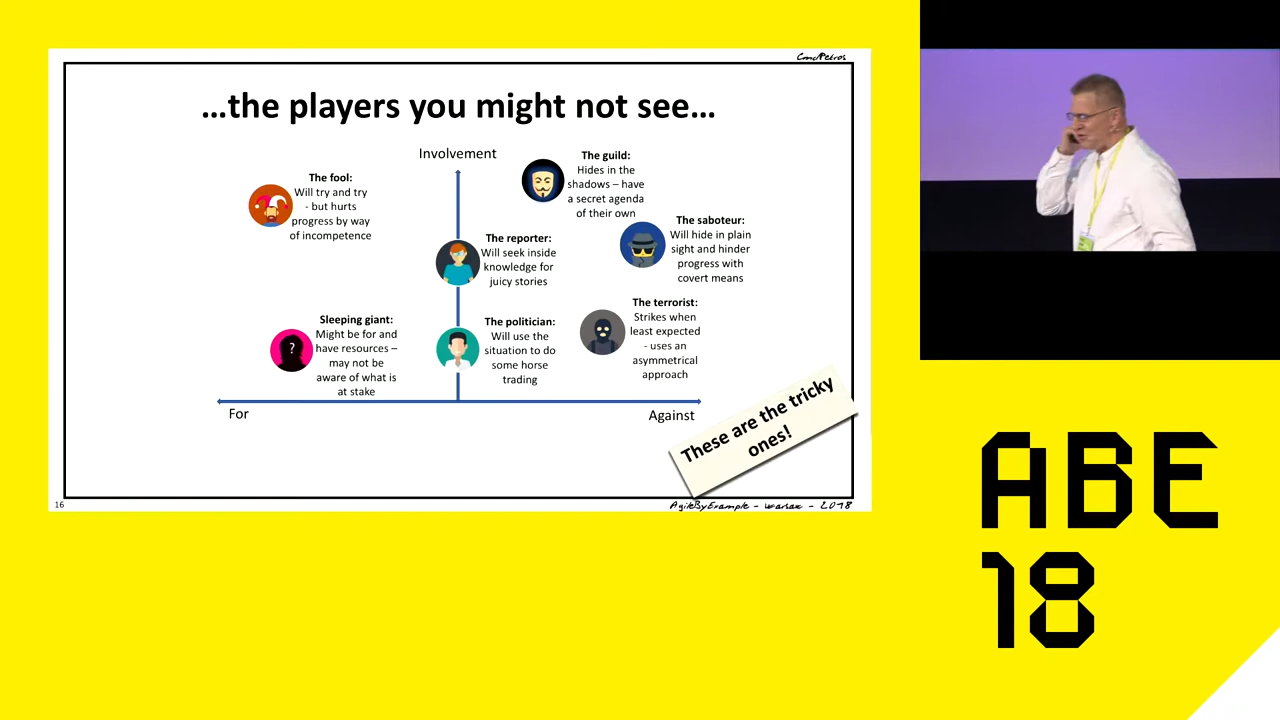 CmdPetros
…the players you might not see…
Involvement
The fool:
Will try and try
- but hurts
progress by way
of incompetence
The guild:
Hides in the
shadows – have
a secret agenda
of their own
The saboteur:
Will hide in plain
sight and hinder
progress with
covert means
The reporter:
Will seek inside
knowledge for
juicy stories
The terrorist:
Strikes when
least expected
- uses an
asymmetrical
approach
Sleeping giant:
Might be for and
have resources –
may not be
aware of what is
at stake
?
The politician:
Will use the
situation to do
some horse
trading
For
Against
These are the tricky
ones!
16
AgileByExample - Warsaw - 2018
ABE
18